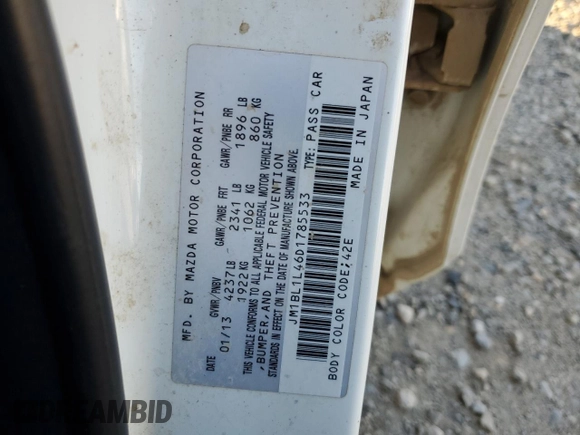 MFD. BY MAZDA MOTOR CORPORATION
DATE GVWR/PNBV GAWR/PNBE FRT GAWR/PNBE RR
01/13 4237LB 2341 LB 1896 LB
1922KG 1062 KG 860 KG
THIS VEHICLE CONFORMS TO ALL APPLICABLE FEDERAL MOTOR VEHICLE SAFETY
,BUMPER,AND THEFT PREVENTION
STANDARDS IN EFFECT ON THE DATE OF MANUFACTURE SHOWN ABOVE.
JM1BL1L46D1785533 TYPE: PASS CAR
BODY COLOR CODE;42E MADE IN JAPAN